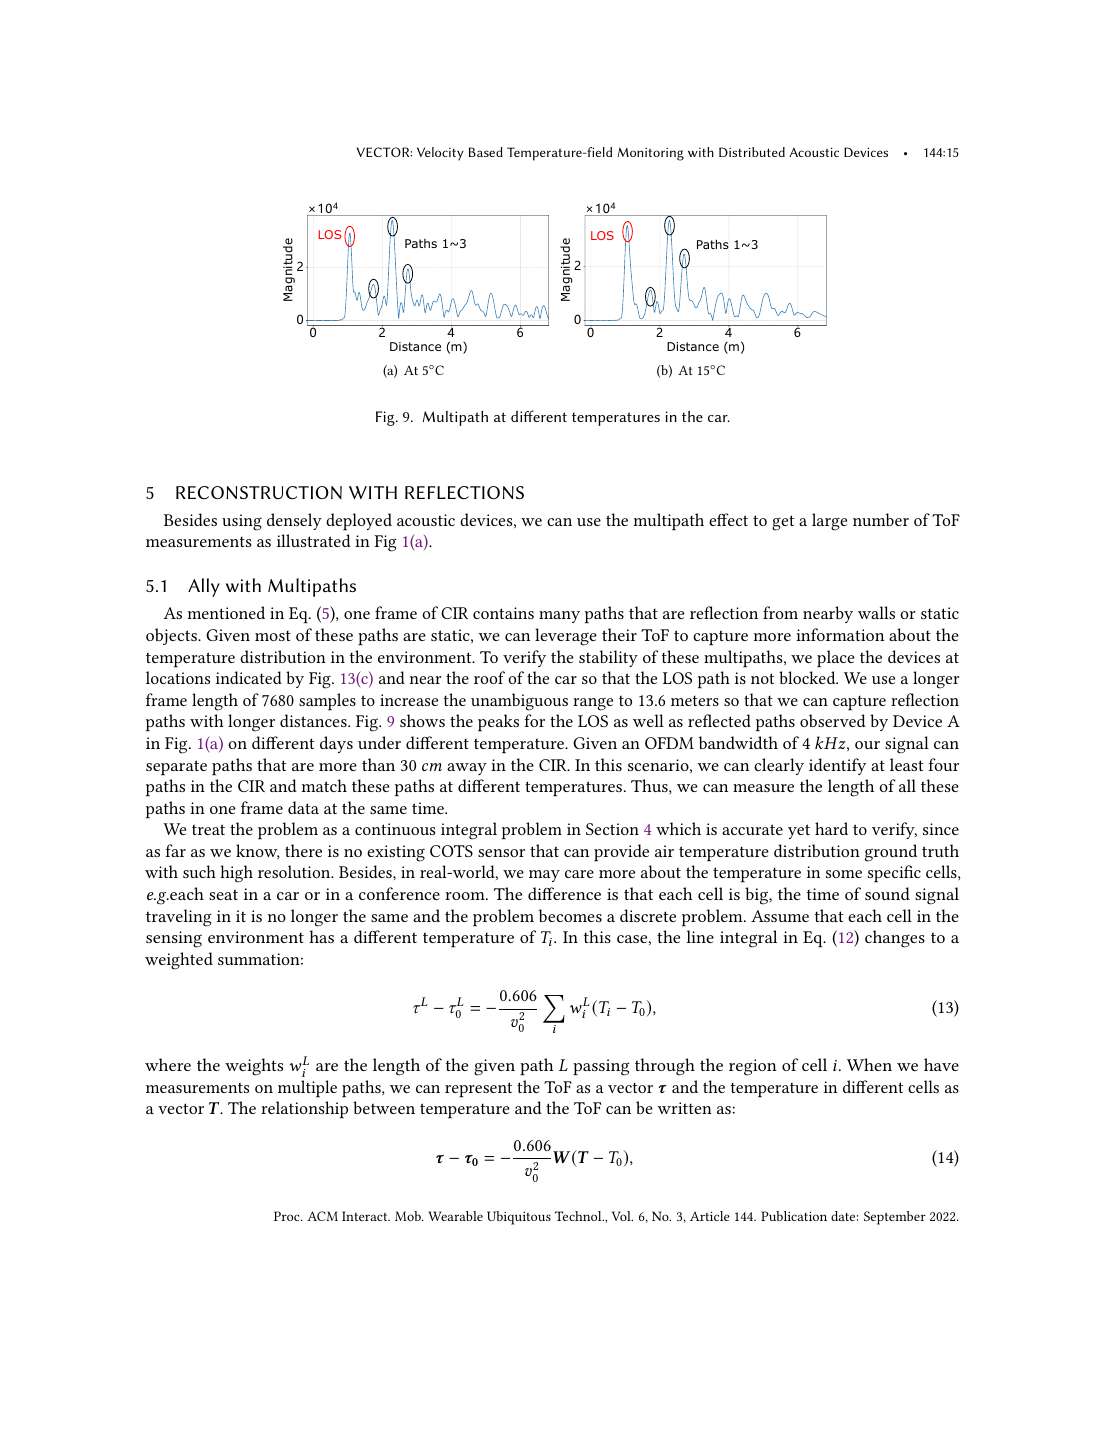 VECTOR: Velocity Based Temperature-field Monitoring with Distributed Acoustic Devices • 144:15
×10⁴
LOS
Paths 1~3
Magnitude
2
0
0 2 4 6
Distance (m)
(a) At 5°C
×10⁴
LOS
Paths 1~3
Magnitude
2
0
0 2 4 6
Distance (m)
(b) At 15°C
Fig. 9. Multipath at different temperatures in the car.
5 RECONSTRUCTION WITH REFLECTIONS
Besides using densely deployed acoustic devices, we can use the multipath effect to get a large number of ToF
measurements as illustrated in Fig 1(a).
5.1 Ally with Multipaths
As mentioned in Eq. (5), one frame of CIR contains many paths that are reflection from nearby walls or static
objects. Given most of these paths are static, we can leverage their ToF to capture more information about the
temperature distribution in the environment. To verify the stability of these multipaths, we place the devices at
locations indicated by Fig. 13(c) and near the roof of the car so that the LOS path is not blocked. We use a longer
frame length of 7680 samples to increase the unambiguous range to 13.6 meters so that we can capture reflection
paths with longer distances. Fig. 9 shows the peaks for the LOS as well as reflected paths observed by Device A
in Fig. 1(a) on different days under different temperature. Given an OFDM bandwidth of 4 kHz, our signal can
separate paths that are more than 30 cm away in the CIR. In this scenario, we can clearly identify at least four
paths in the CIR and match these paths at different temperatures. Thus, we can measure the length of all these
paths in one frame data at the same time.
We treat the problem as a continuous integral problem in Section 4 which is accurate yet hard to verify, since
as far as we know, there is no existing COTS sensor that can provide air temperature distribution ground truth
with such high resolution. Besides, in real-world, we may care more about the temperature in some specific cells,
e.g.each seat in a car or in a conference room. The difference is that each cell is big, the time of sound signal
traveling in it is no longer the same and the problem becomes a discrete problem. Assume that each cell in the
sensing environment has a different temperature of T_i. In this case, the line integral in Eq. (12) changes to a
weighted summation:
τ^L − τ_0^L = −\frac{0.606}{v_0^2} ∑_i w_i^L (T_i − T_0), (13)
where the weights w_i^L are the length of the given path L passing through the region of cell i. When we have
measurements on multiple paths, we can represent the ToF as a vector τ and the temperature in different cells as
a vector T. The relationship between temperature and the ToF can be written as:
τ − τ_0 = −\frac{0.606}{v_0^2} W(T − T_0), (14)
Proc. ACM Interact. Mob. Wearable Ubiquitous Technol., Vol. 6, No. 3, Article 144. Publication date: September 2022.